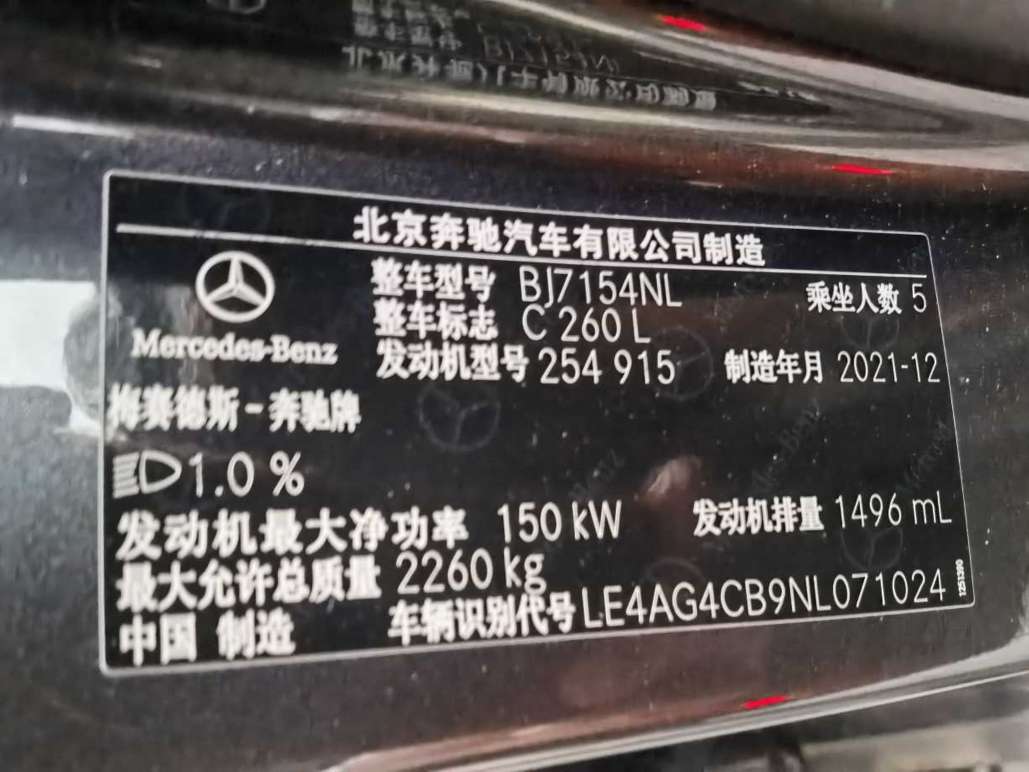 北京奔驰汽车有限公司制造
Mercedes-Benz
整车型号 BJ7154NL 乘坐人数 5
整车标志 C 260 L
发动机型号 254 915 制造年月 2021-12
梅赛德斯-奔驰牌
1.0 %
发动机最大净功率 150 kW 发动机排量 1496 mL
最大允许总质量 2260 kg
中国 制造 车辆识别代号 LE4AG4CB9NL071024
1251390